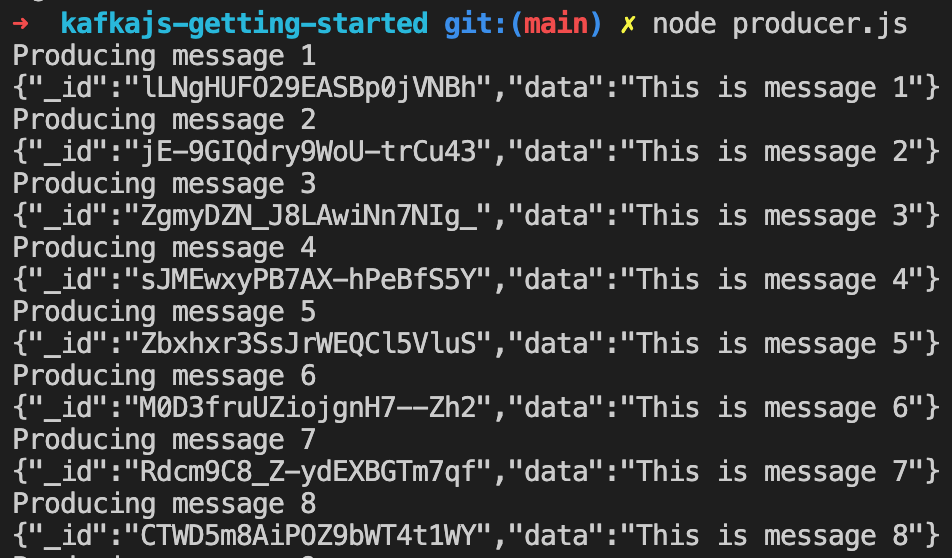 ➜  kafkajs-getting-started git:(main) ✗ node producer.js
Producing message 1
{"_id":"lLNgHUFO29EASBp0jVNBh","data":"This is message 1"}
Producing message 2
{"_id":"jE-9GIQdry9WoU-trCu43","data":"This is message 2"}
Producing message 3
{"_id":"ZgmyDZN_J8LAwiNn7NIg_","data":"This is message 3"}
Producing message 4
{"_id":"sJMEwxyPB7AX-hPeBfS5Y","data":"This is message 4"}
Producing message 5
{"_id":"Zbxhxr3SsJrWEQCl5VluS","data":"This is message 5"}
Producing message 6
{"_id":"M0D3fruUZiojgnH7--Zh2","data":"This is message 6"}
Producing message 7
{"_id":"Rdcm9C8_Z-ydEXBGTm7qf","data":"This is message 7"}
Producing message 8
{"_id":"CTWD5m8AiPOZ9bWT4t1WY","data":"This is message 8"}